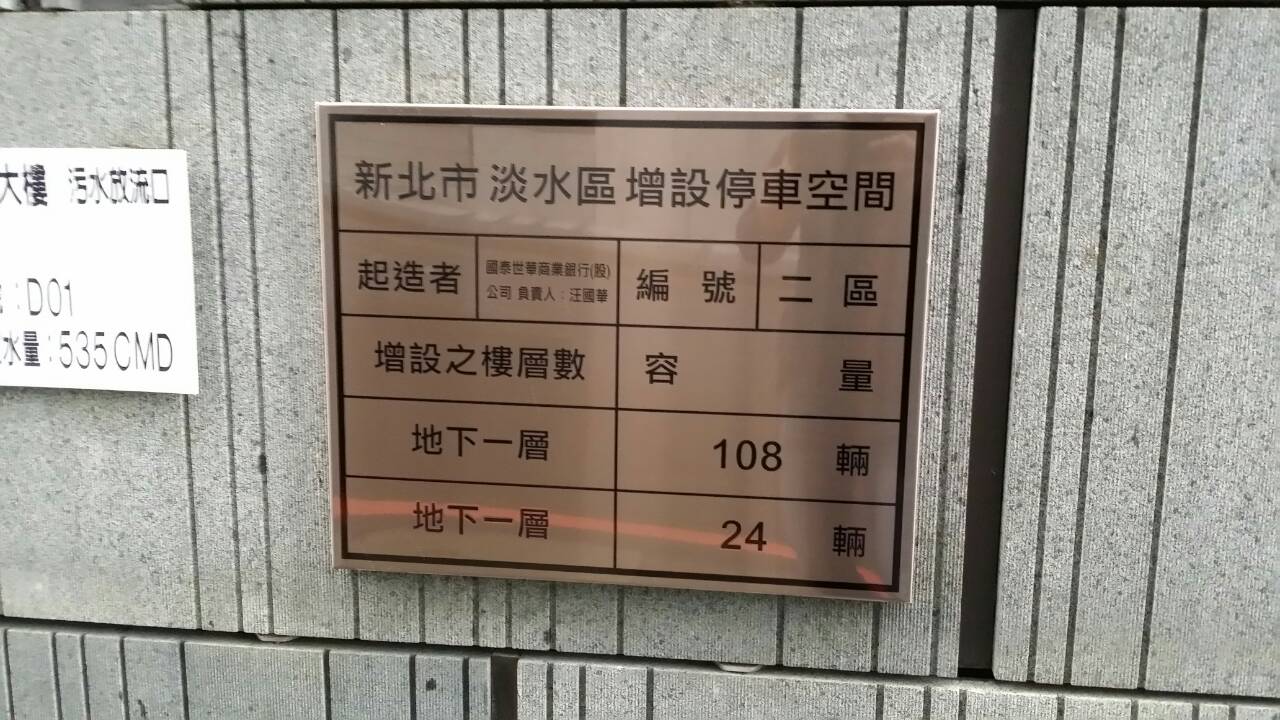 大樓 污水放流口
：D01
水量：535CMD
新北市 淡水區 增設停車空間
起造者 國泰世華商業銀行(股)
公司 負責人：汪國華
編號 二區
增設之樓層數 容量
地下一層 108 輛
地下一層 24 輛